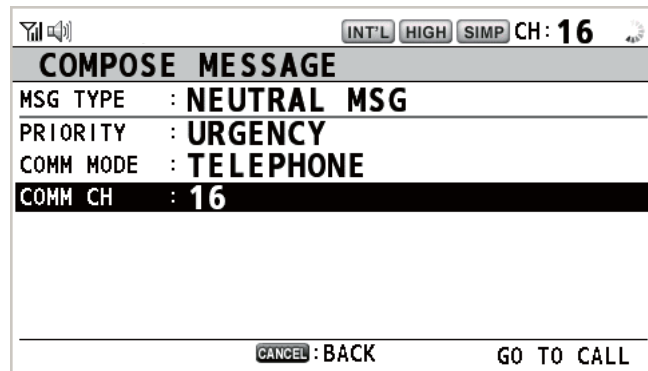 INT'L HIGH SIMP CH: 16
COMPOSE MESSAGE
MSG TYPE : NEUTRAL MSG
PRIORITY : URGENCY
COMM MODE : TELEPHONE
COMM CH : 16
CANCEL : BACK GO TO CALL